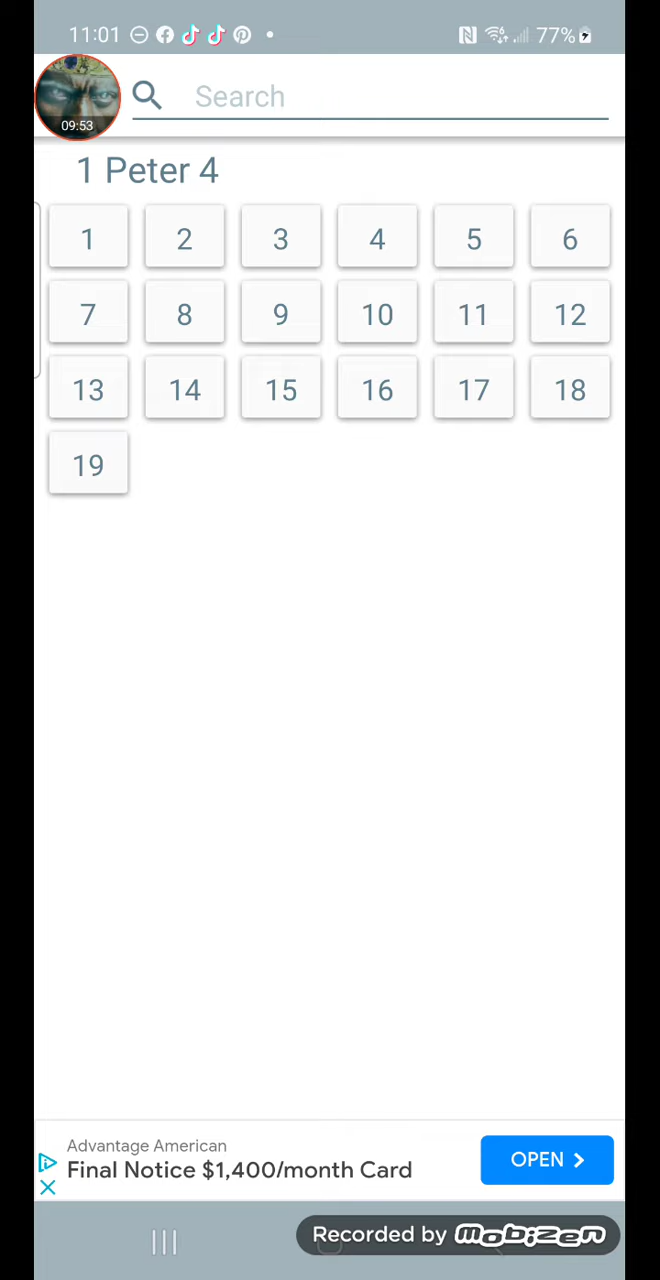 11:01 77%
09:53
Search
1 Peter 4
1 2 3 4 5 6
7 8 9 10 11 12
13 14 15 16 17 18
19
Advantage American
Final Notice $1,400/month Card
OPEN
Recorded by mobizen